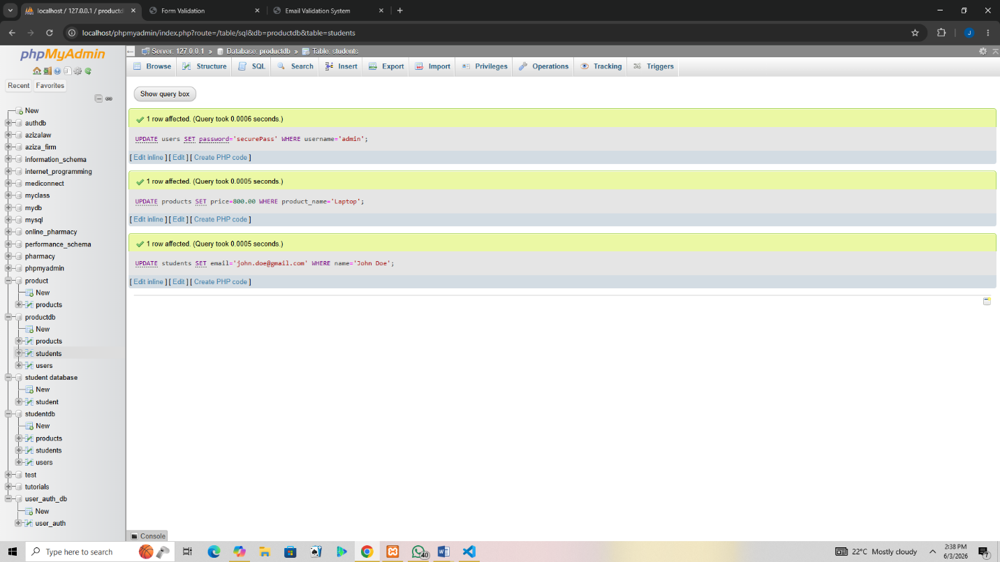 localhost / 127.0.0.1 / productdb
Form Validation
Email Validation System
localhost/phpmyadmin/index.php?route=/table/sql&db=productdb&table=students
J
phpMyAdmin
Recent
Favorites
New
authdb
azizalaw
aziza_firm
information_schema
internet_programming
mediconnect
myclass
mydb
mysql
online_pharmacy
performance_schema
pharmacy
phpmyadmin
product
New
products
productdb
New
products
students
users
student database
New
student
studentdb
New
products
students
users
test
tutorials
user_auth_db
New
user_auth
Server: 127.0.0.1 » Database: productdb » Table: students
Browse Structure SQL Search Insert Export Import Privileges Operations Tracking Triggers
Show query box
1 row affected. (Query took 0.0006 seconds.)
UPDATE users SET password='securePass' WHERE username='admin';
[ Edit inline ] [ Edit ] [ Create PHP code ]
1 row affected. (Query took 0.0005 seconds.)
UPDATE products SET price=800.00 WHERE product_name='Laptop';
[ Edit inline ] [ Edit ] [ Create PHP code ]
1 row affected. (Query took 0.0005 seconds.)
UPDATE students SET email='john.doe@gmail.com' WHERE name='John Doe';
[ Edit inline ] [ Edit ] [ Create PHP code ]
Console
Type here to search
40
22°C Mostly cloudy
2:38 PM
6/3/2026
7